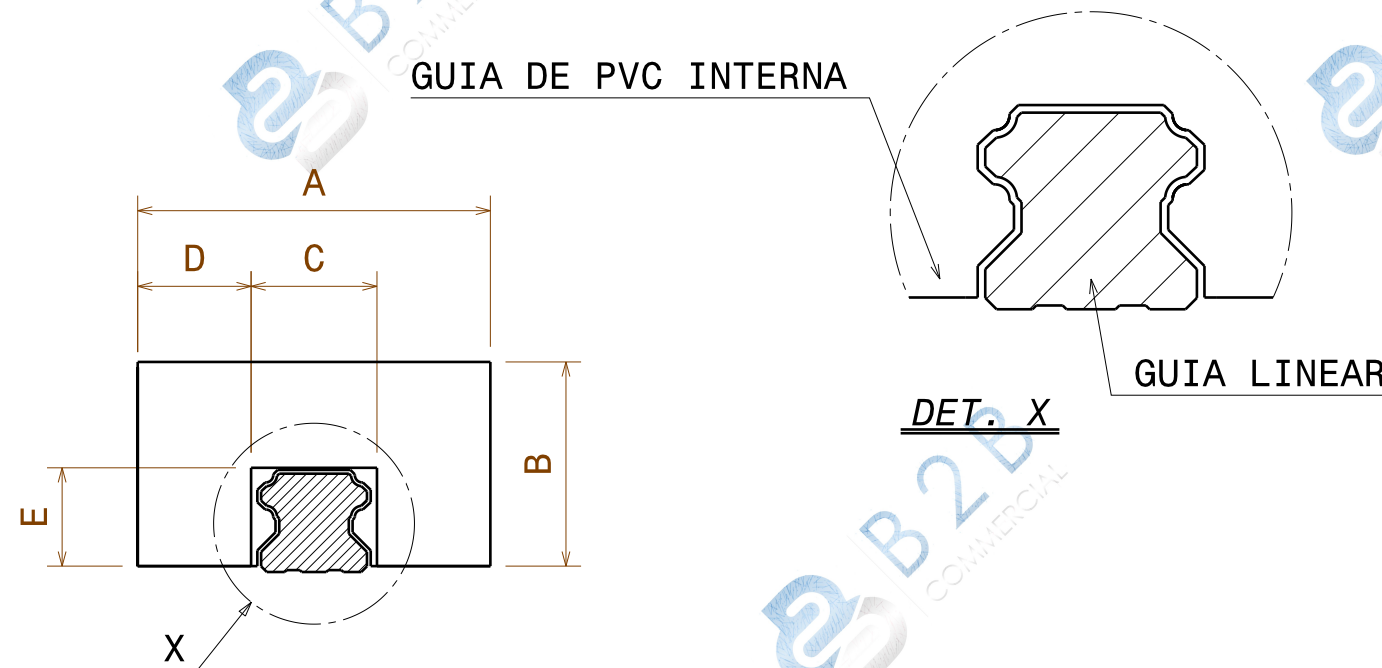 GUIA DE PVC INTERNA
A
D
C
B
E
X
GUIA LINEAR
DET. X
B2B
COMMERCIAL